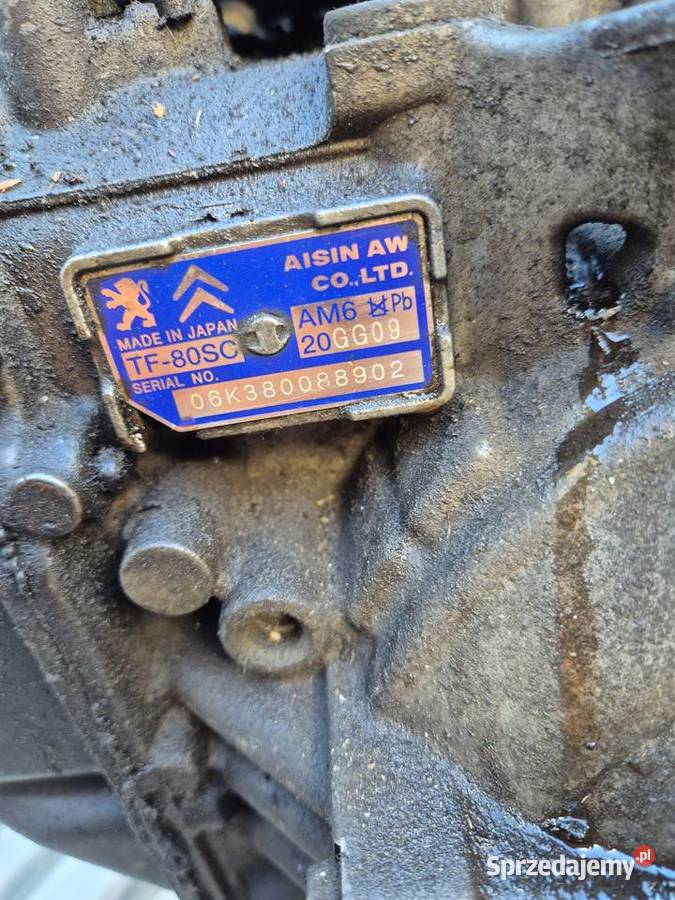 AISIN AW
CO.,LTD.
MADE IN JAPAN
AM6 Pb
TF-80SC
20GG09
SERIAL NO.
06K380088902
Sprzedajemy.pl